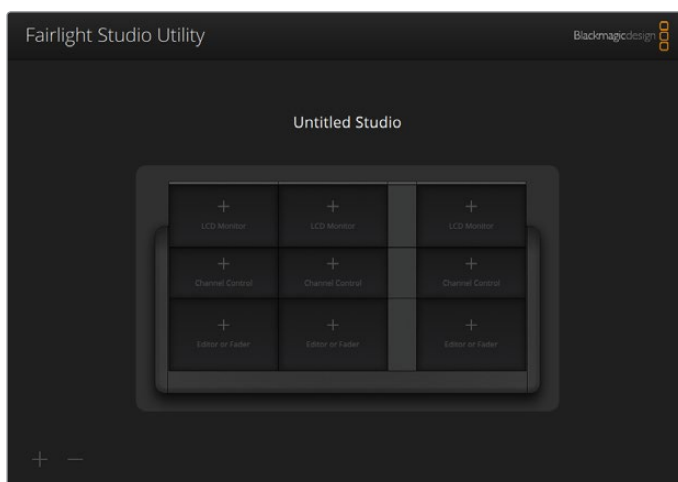 Fairlight Studio Utility
Blackmagicdesign
Untitled Studio
LCD Monitor LCD Monitor LCD Monitor
Channel Control Channel Control Channel Control
Editor or Fader Editor or Fader Editor or Fader